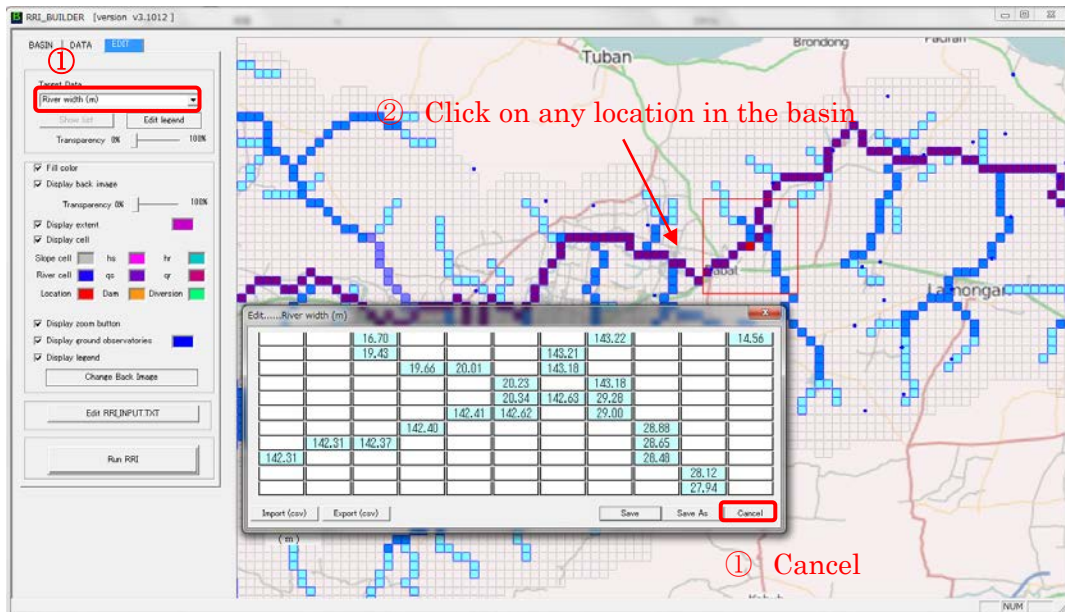 RRI_BUILDER [version v3.1012 ]
BASIN DATA EDIT
①
Target Data
River width (m)
Show list Edit legend
Transparency 0% 100%
Fill color
Display back image
Transparency 0% 100%
Display extent
Display cell
Slope cell hs hr
River cell qs qr
Location Dam Diversion
Display zoom button
Display ground observatories
Display legend
Change Back Image
Edit RRI_INPUT.TXT
Run RRI
Tuban
Brondong
② Click on any location in the basin
Babat
Lamongan
Edit.......River width (m)
16.70 143.22 14.56
19.43 143.21
19.66 20.01 143.18
20.23 143.18
20.34 142.63 29.28
142.41 142.62 29.00
142.40 28.88
142.31 142.37 28.65
142.31 28.48
28.12
27.94
Import (csv) Export (csv) Save Save As Cancel
(m)
① Cancel
NUM